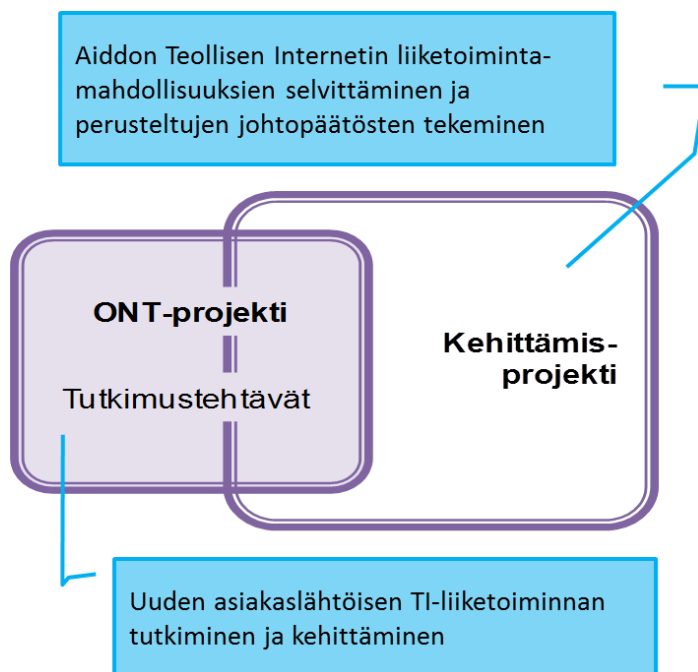 Aiddon Teollisen Internetin liiketoiminta-
mahdollisuuksien selvittäminen ja
perusteltujen johtopäätösten tekeminen
ONT-projekti
Tutkimustehtävät
Kehittämis-
projekti
Uuden asiakaslähtöisen TI-liiketoiminnan
tutkiminen ja kehittäminen